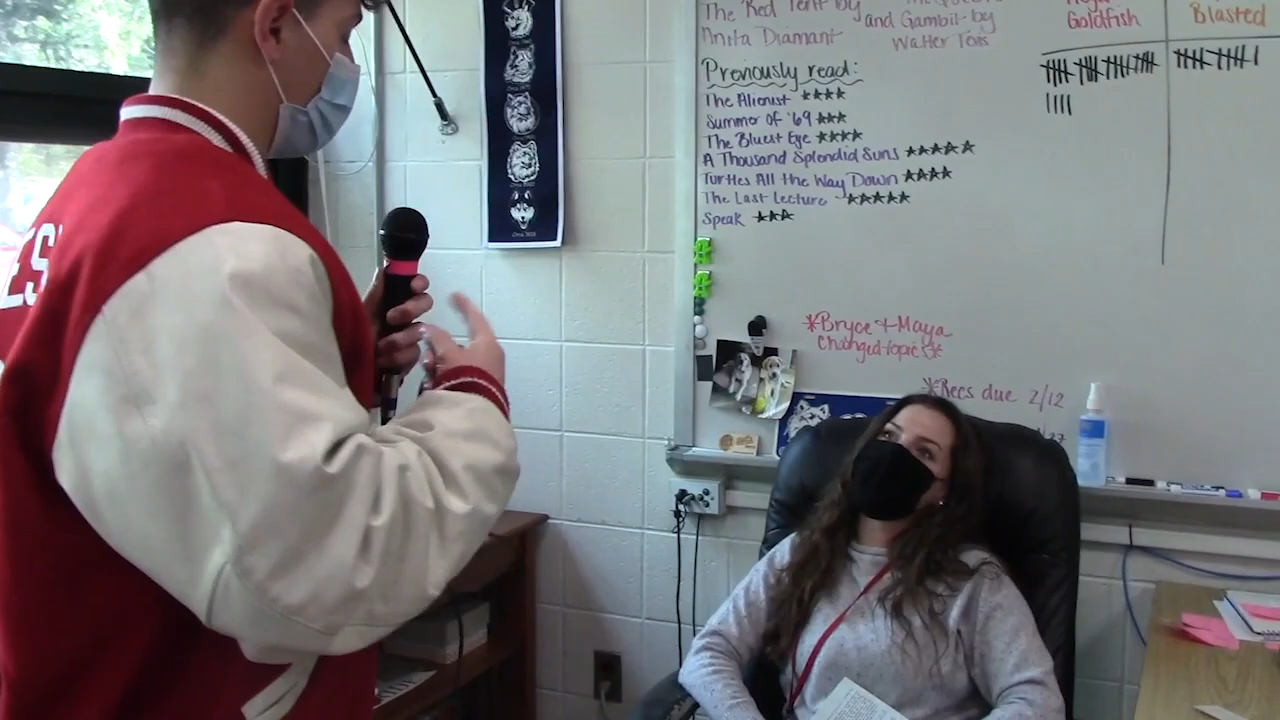 The Red Tent by
Anita Diamant
and Gambit by
Walter Tevis
Goldfish
Blasted
Previously read:
The Alienist ★★★★
Summer of '69 ★★★
The Bluest Eye ★★★★
A Thousand Splendid Suns ★★★★★
Turtles All the Way Down ★★★★
The Last Lecture ★★★★★
Speak ★★★
*Bryce + Maya
changed topic*
*Recs due 2/12
ES